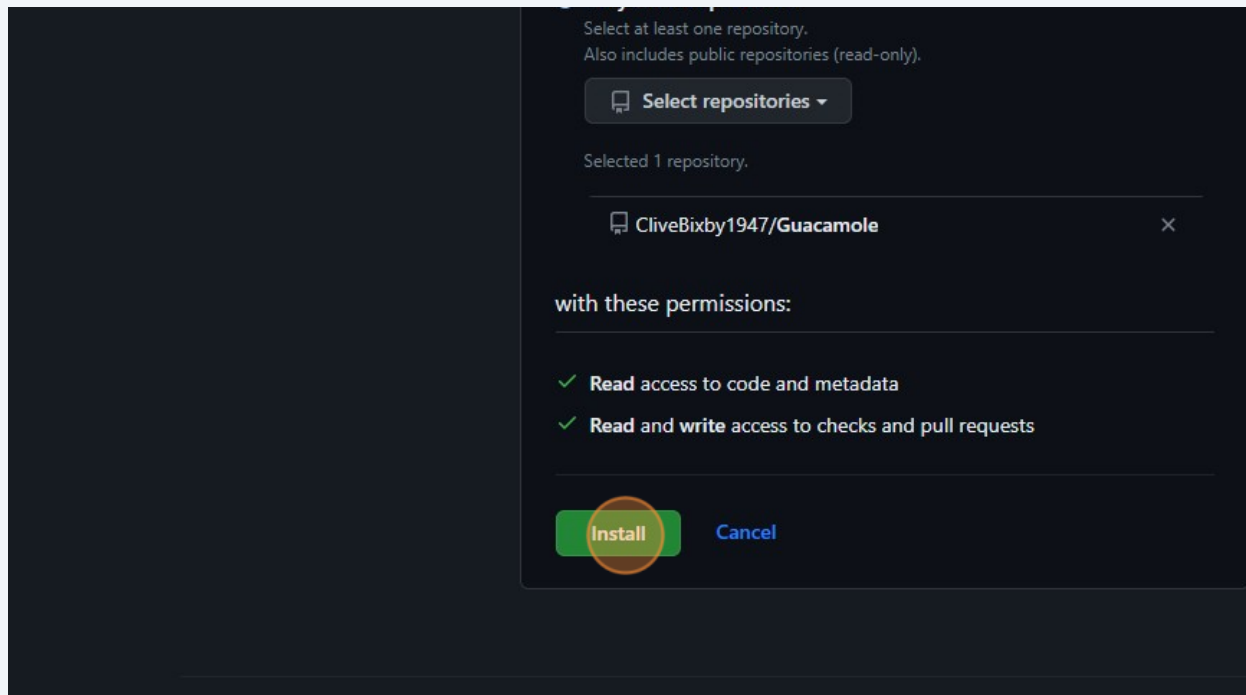 Select at least one repository.
Also includes public repositories (read-only).
Select repositories
Selected 1 repository.
CliveBixby1947/Guacamole
with these permissions:
Read access to code and metadata
Read and write access to checks and pull requests
Install Cancel